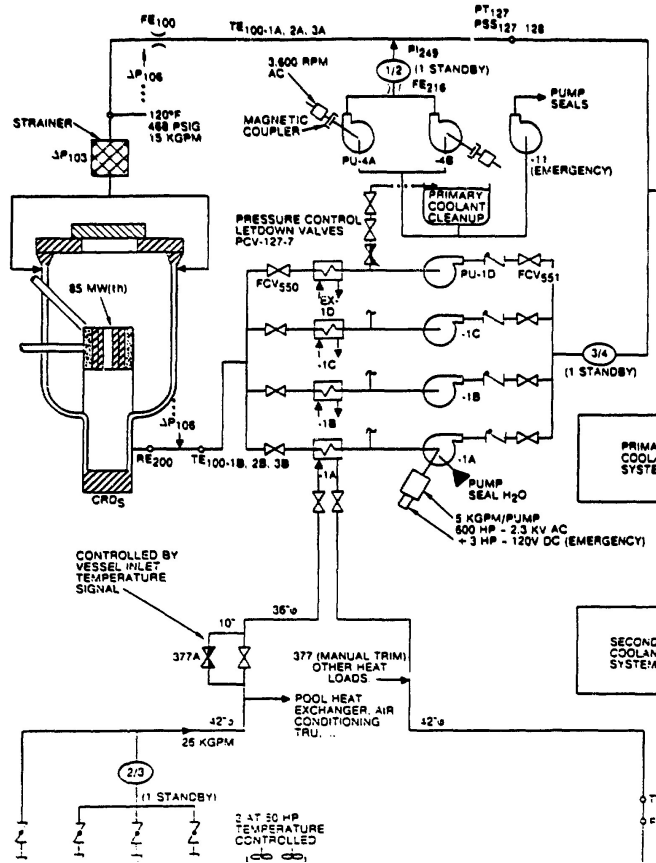 FE100
TE100-1A, 2A, 3A
PT127
PSS127 128
ΔP106
3,600 RPM
AC
PI249
1/2 (1 STANDBY)
FE216
MAGNETIC
COUPLER
PU-4A
-4B
PUMP
SEALS
-11
(EMERGENCY)
120°F
468 PSIG
15 KGPM
STRAINER
ΔP103
PRIMARY
COOLANT
CLEANUP
PRESSURE CONTROL
LETDOWN VALVES
PCV-127-7
85 MW(th)
FCV550
EX-
1D
PU-1D
FCV551
-1C
-1C
3/4
(1 STANDBY)
-1B
-1B
ΔP106
RE200
TE100-1B, 2B, 3B
-1A
-1A
CRDS
PUMP
SEAL H2O
5 KGPM/PUMP
600 HP - 2.3 KV AC
+ 3 HP - 120V DC (EMERGENCY)
PRIMA
COOLA
SYSTE
CONTROLLED BY
VESSEL INLET
TEMPERATURE
SIGNAL
36"φ
10"
377A
377 (MANUAL TRIM)
OTHER HEAT
LOADS
SECOND
COOLAN
SYSTEM
POOL HEAT
EXCHANGER, AIR
CONDITIONING
TRU, ..
42"φ
25 KGPM
42"φ
2/3
(1 STANDBY)
2 AT 50 HP
TEMPERATURE
CONTROLLED
T
F